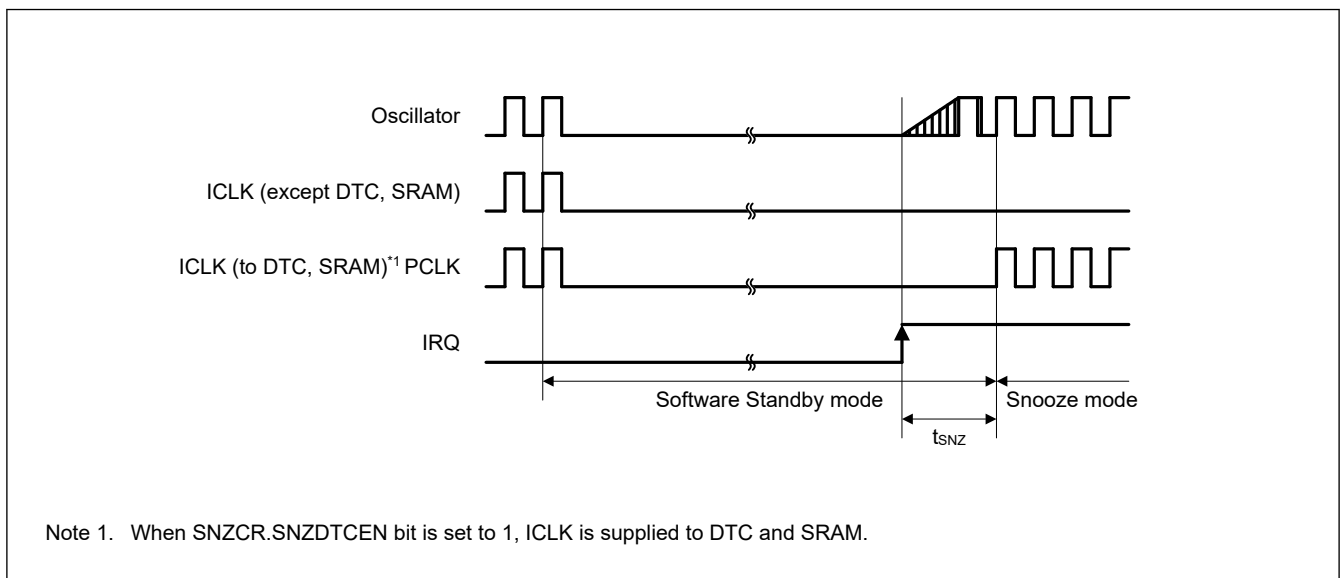 Oscillator
ICLK (except DTC, SRAM)
ICLK (to DTC, SRAM)*1 PCLK
IRQ
Software Standby mode
Snooze mode
tSNZ
Note 1. When SNZCR.SNZDTCEN bit is set to 1, ICLK is supplied to DTC and SRAM.